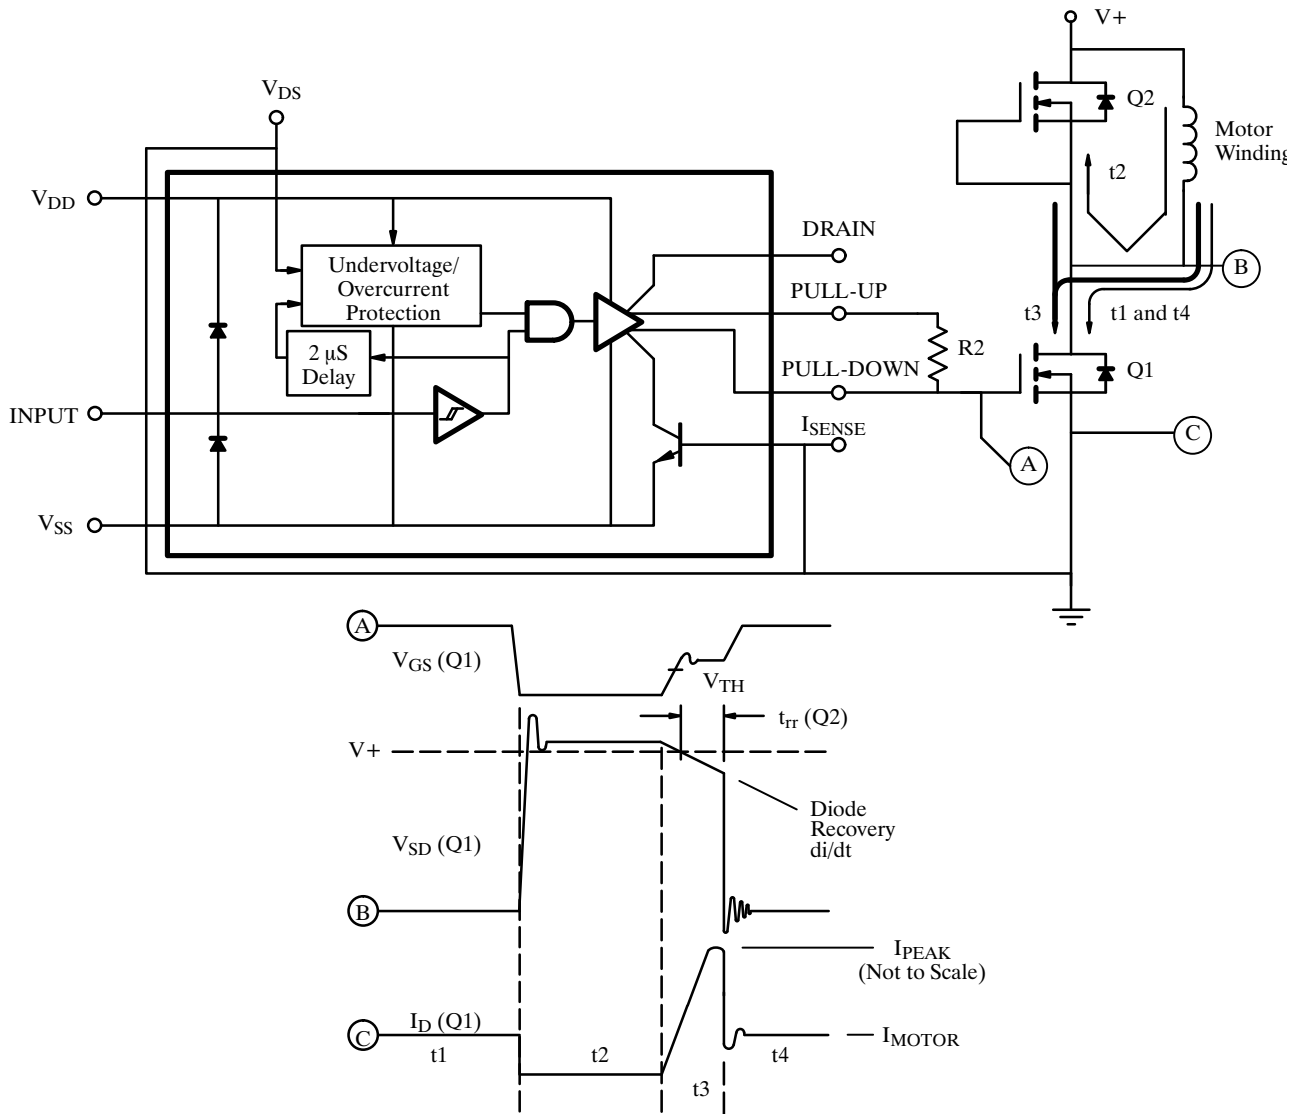 V+
VDS
Q2
Motor
Winding
t2
VDD
DRAIN
Undervoltage/
Overcurrent
Protection
PULL-UP
B
t3
t1 and t4
2 µS
Delay
R2
PULL-DOWN
Q1
INPUT
ISENSE
C
A
VSS
A
VGS (Q1)
VTH
trr (Q2)
V+
Diode
Recovery
di/dt
VSD (Q1)
B
IPEAK
(Not to Scale)
ID (Q1)
C
IMOTOR
t1
t2
t4
t3